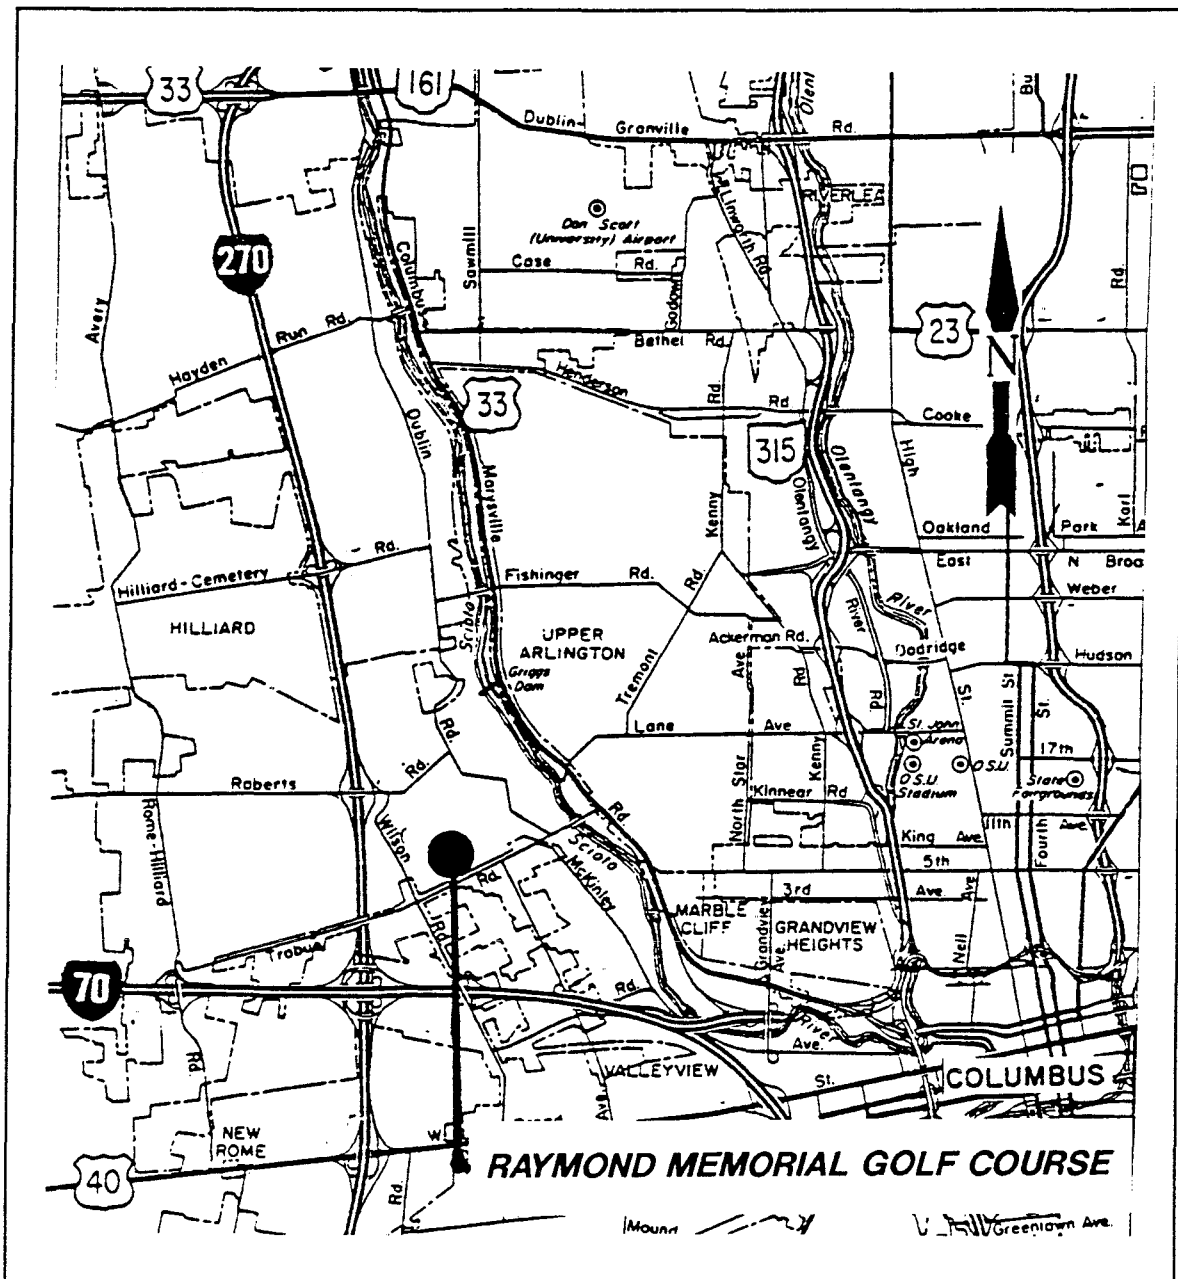 33
161
Dublin-
Granville
Rd.
Olent
Bu
RIVERLEA
Linworth Rd.
Don Scott
(University) Airport
Case
Rd.
Sawmill
Godown
Columbus
270
Avery
Rd.
Hayden
Run
Rd.
Bethel
Rd.
23
N
Henderson
Rd.
Rd
Cooke
33
315
Dublin
Marysville
Kenny
Olentangy
Olentangy
High
Karl
Oakland
Park
A
East
N
Broa
Hilliard-Cemetery
Rd.
Fishinger
Rd.
Rd.
River
River
Weber
HILLIARD
Scioto
UPPER
ARLINGTON
Ackerman Rd.
Dodridge
Hudson
Griggs
Dam
Tremont
Ave
Rd
Rd.
St.
Summit St
St.
Rd.
Lane
Ave
St. John
Arena
17th
O.S.U.
Stadium
O.S.U.
State
Fairgrounds
Roberts
Rd.
North Star
Kenny
Kinnear
Rd
11th
Ave.
Rome-Hilliard
Wilson
Rd.
King
Ave
Fourth
5th
Scioto
McKinley
Rd.
3rd
Ave
Ave
MARBLE
CLIFF
Grandview
Ave
GRANDVIEW
HEIGHTS
Neil
Trabue
Rd.
70
Rd.
River
Ave.
Rd.
VALLEYVIEW
St.
COLUMBUS
Ave.
NEW
ROME
W
40
RAYMOND MEMORIAL GOLF COURSE
Rd.
Mound
Greenlawn Ave.